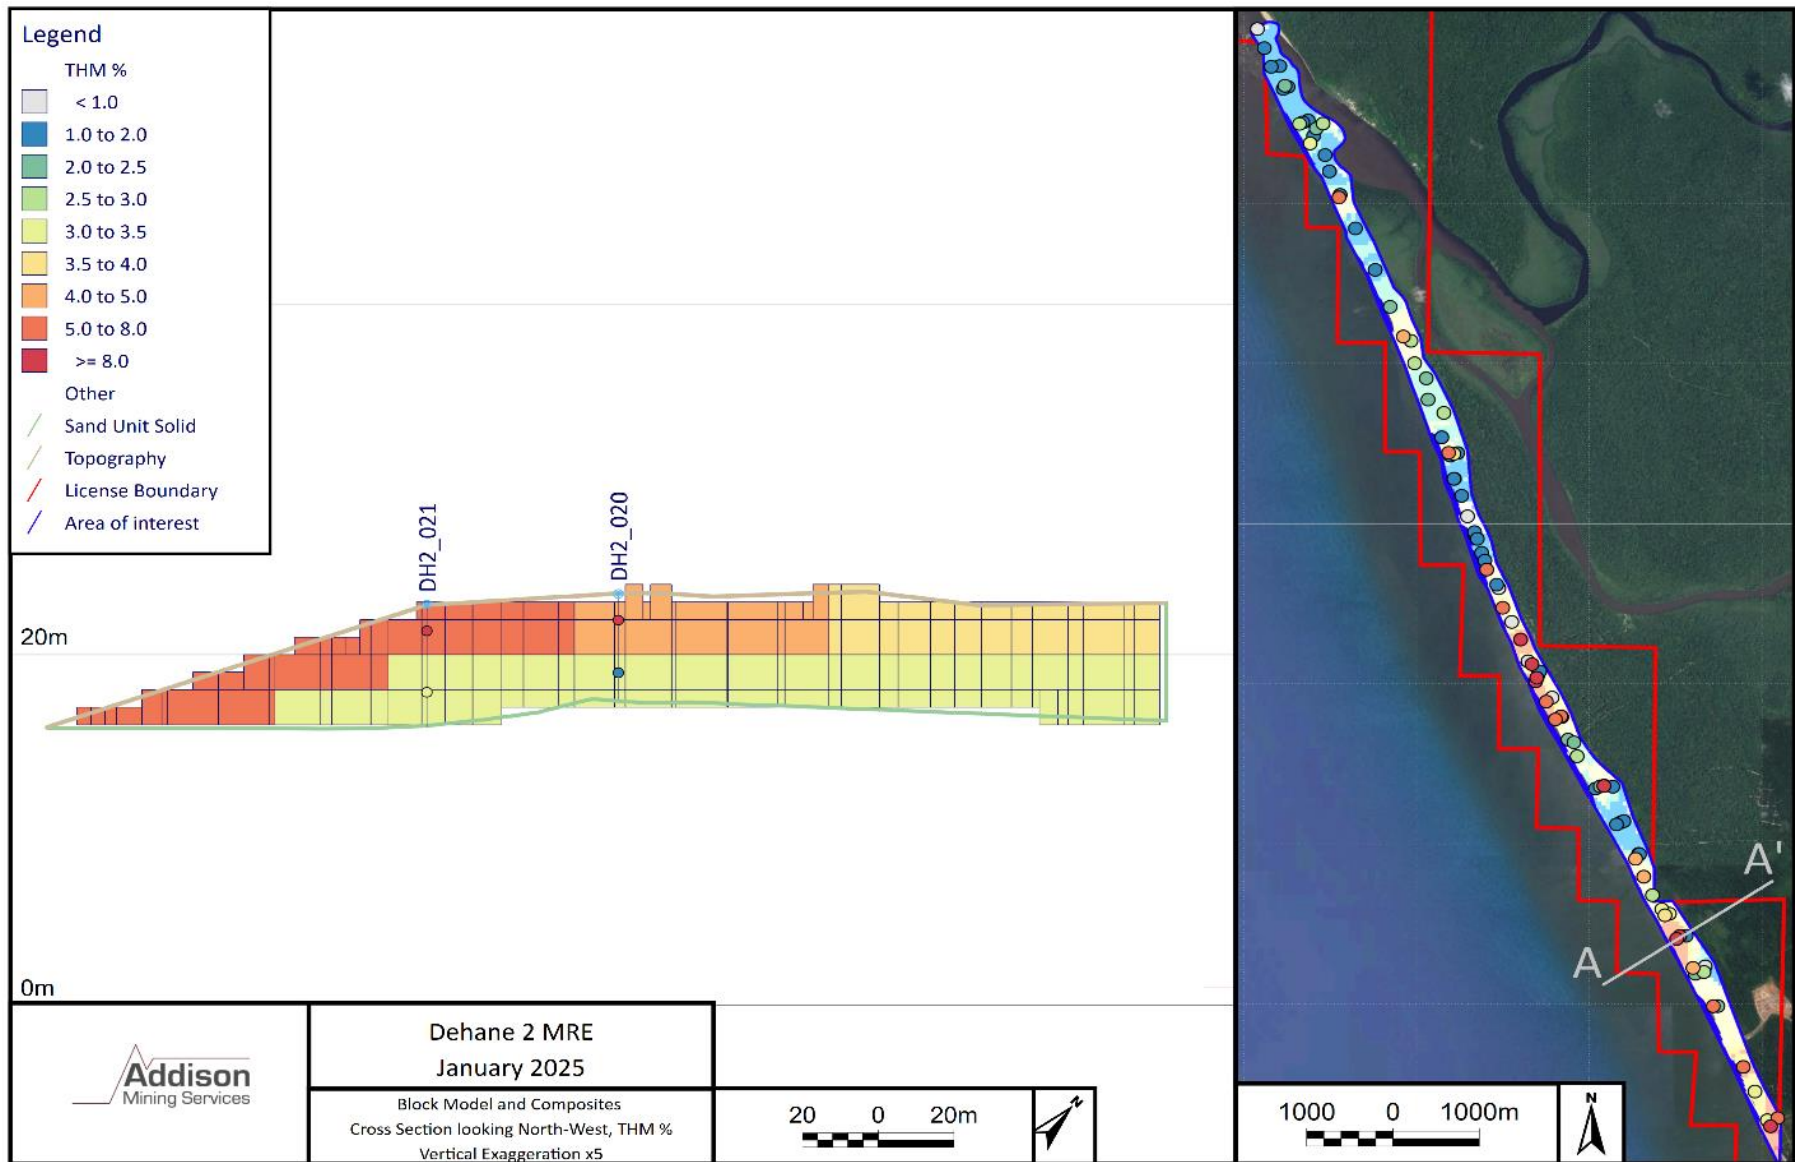 Legend
THM %
< 1.0
1.0 to 2.0
2.0 to 2.5
2.5 to 3.0
3.0 to 3.5
3.5 to 4.0
4.0 to 5.0
5.0 to 8.0
>= 8.0
Other
Sand Unit Solid
Topography
License Boundary
Area of interest
DH2_021
DH2_020
20m
0m
Addison
Mining Services
Dehane 2 MRE
January 2025
Block Model and Composites
Cross Section looking North-West, THM %
Vertical Exaggeration x5
20 0 20m
N
A'
A
1000 0 1000m
N